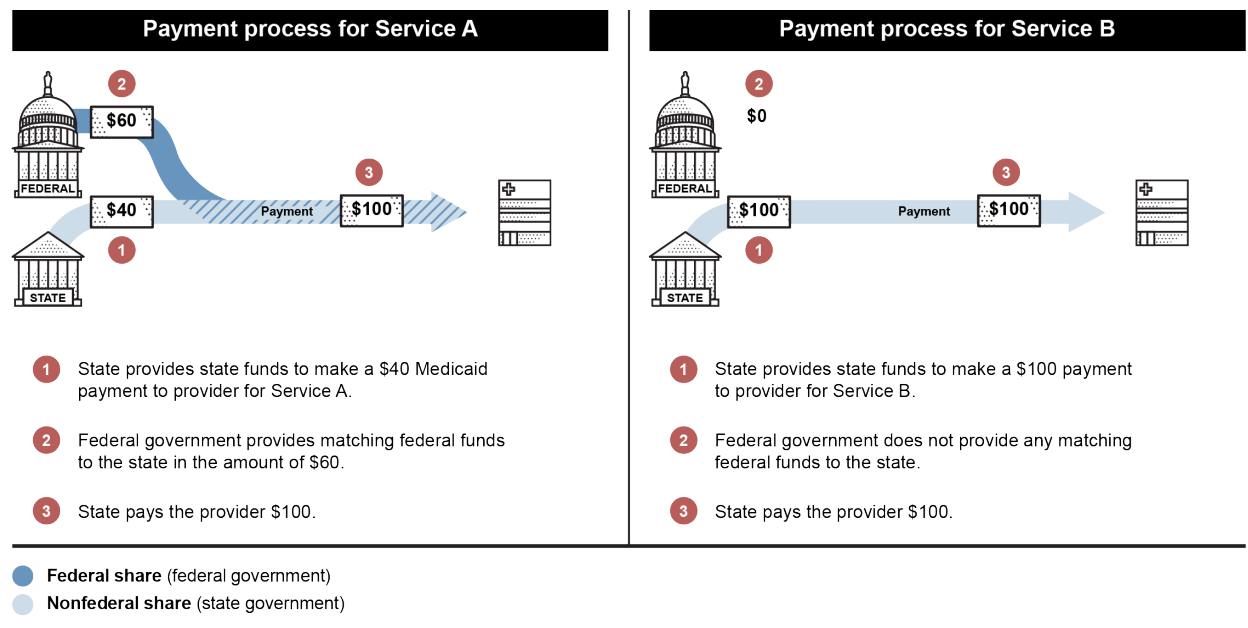 Payment process for Service A
2
$60
FEDERAL
3
$40
Payment
$100
1
STATE
1 State provides state funds to make a $40 Medicaid
payment to provider for Service A.
2 Federal government provides matching federal funds
to the state in the amount of $60.
3 State pays the provider $100.
Payment process for Service B
2
$0
FEDERAL
3
$100
Payment
$100
1
STATE
1 State provides state funds to make a $100 payment
to provider for Service B.
2 Federal government does not provide any matching
federal funds to the state.
3 State pays the provider $100.
Federal share (federal government)
Nonfederal share (state government)